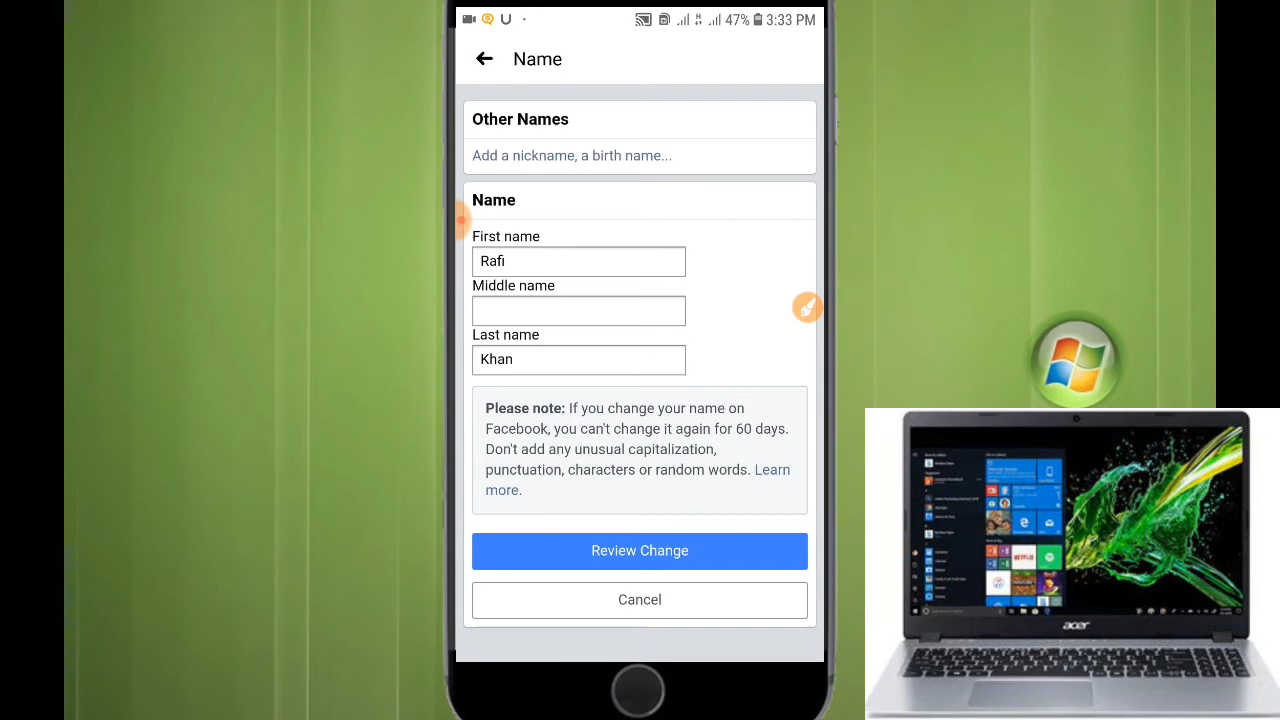 47% 3:33 PM
Name
Other Names
Add a nickname, a birth name...
Name
First name
Rafi
Middle name
Last name
Khan
Please note: If you change your name on
Facebook, you can't change it again for 60 days.
Don't add any unusual capitalization,
punctuation, characters or random words. Learn
more.
Review Change
Cancel
NETFLIX
acer